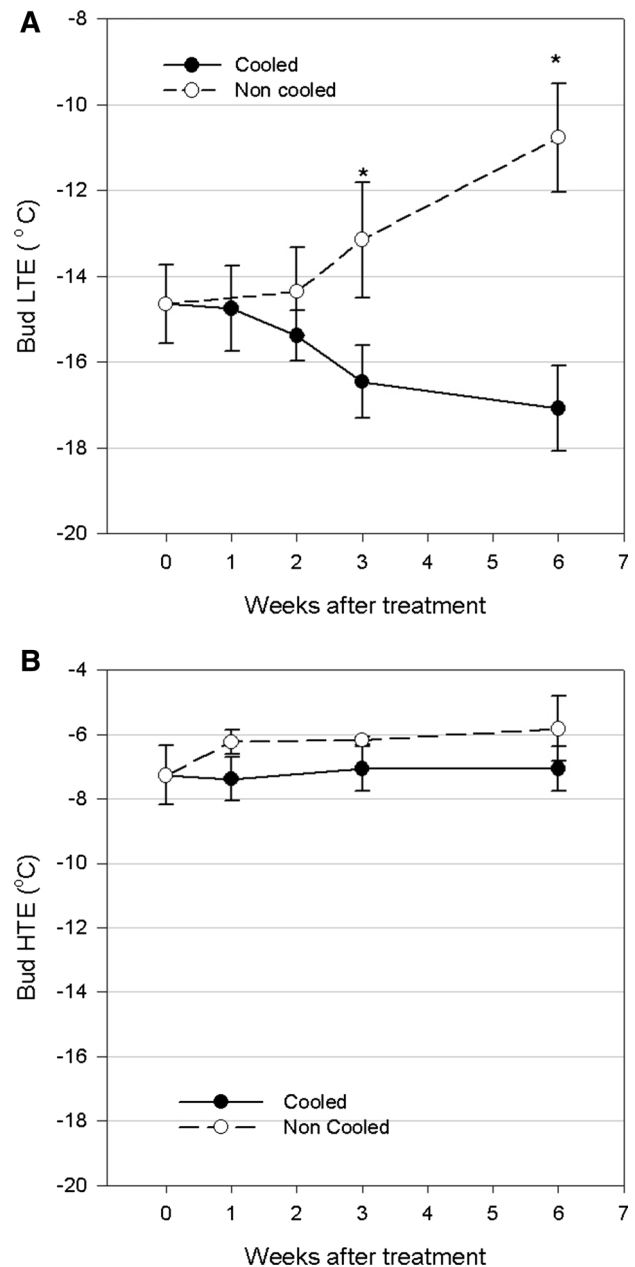 A
-8
-10
-12
-14
-16
-18
-20
Bud LTE (°C)
Cooled
Non cooled
*
*
0 1 2 3 4 5 6 7
Weeks after treatment
B
-4
-6
-8
-10
-12
-14
-16
-18
-20
Bud HTE (°C)
Cooled
Non Cooled
0 1 2 3 4 5 6 7
Weeks after treatment